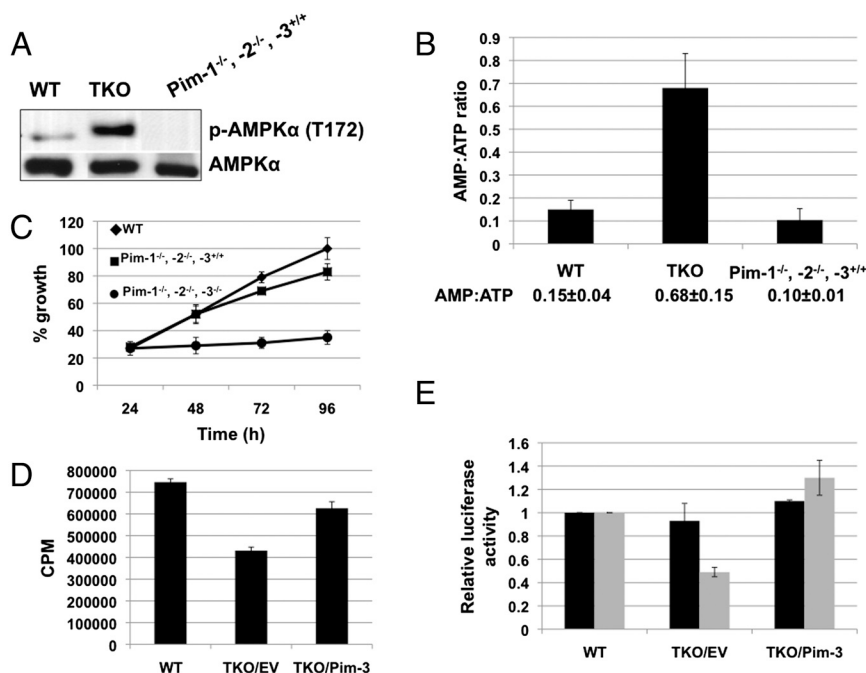 A
WT TKO Pim-1-/-, -2-/-, -3+/+
p-AMPKα (T172)
AMPKα
B
AMP:ATP ratio
0.9
0.8
0.7
0.6
0.5
0.4
0.3
0.2
0.1
0
WT TKO Pim-1-/-, -2-/-, -3+/+
AMP:ATP 0.15±0.04 0.68±0.15 0.10±0.01
C
% growth
120
100
80
60
40
20
0
WT
Pim-1-/-, -2-/-, -3+/+
Pim-1-/-, -2-/-, -3-/-
24 48 72 96
Time (h)
D
CPM
800000
700000
600000
500000
400000
300000
200000
100000
0
WT TKO/EV TKO/Pim-3
E
Relative luciferase
activity
1.6
1.4
1.2
1
0.8
0.6
0.4
0.2
0
WT TKO/EV TKO/Pim-3